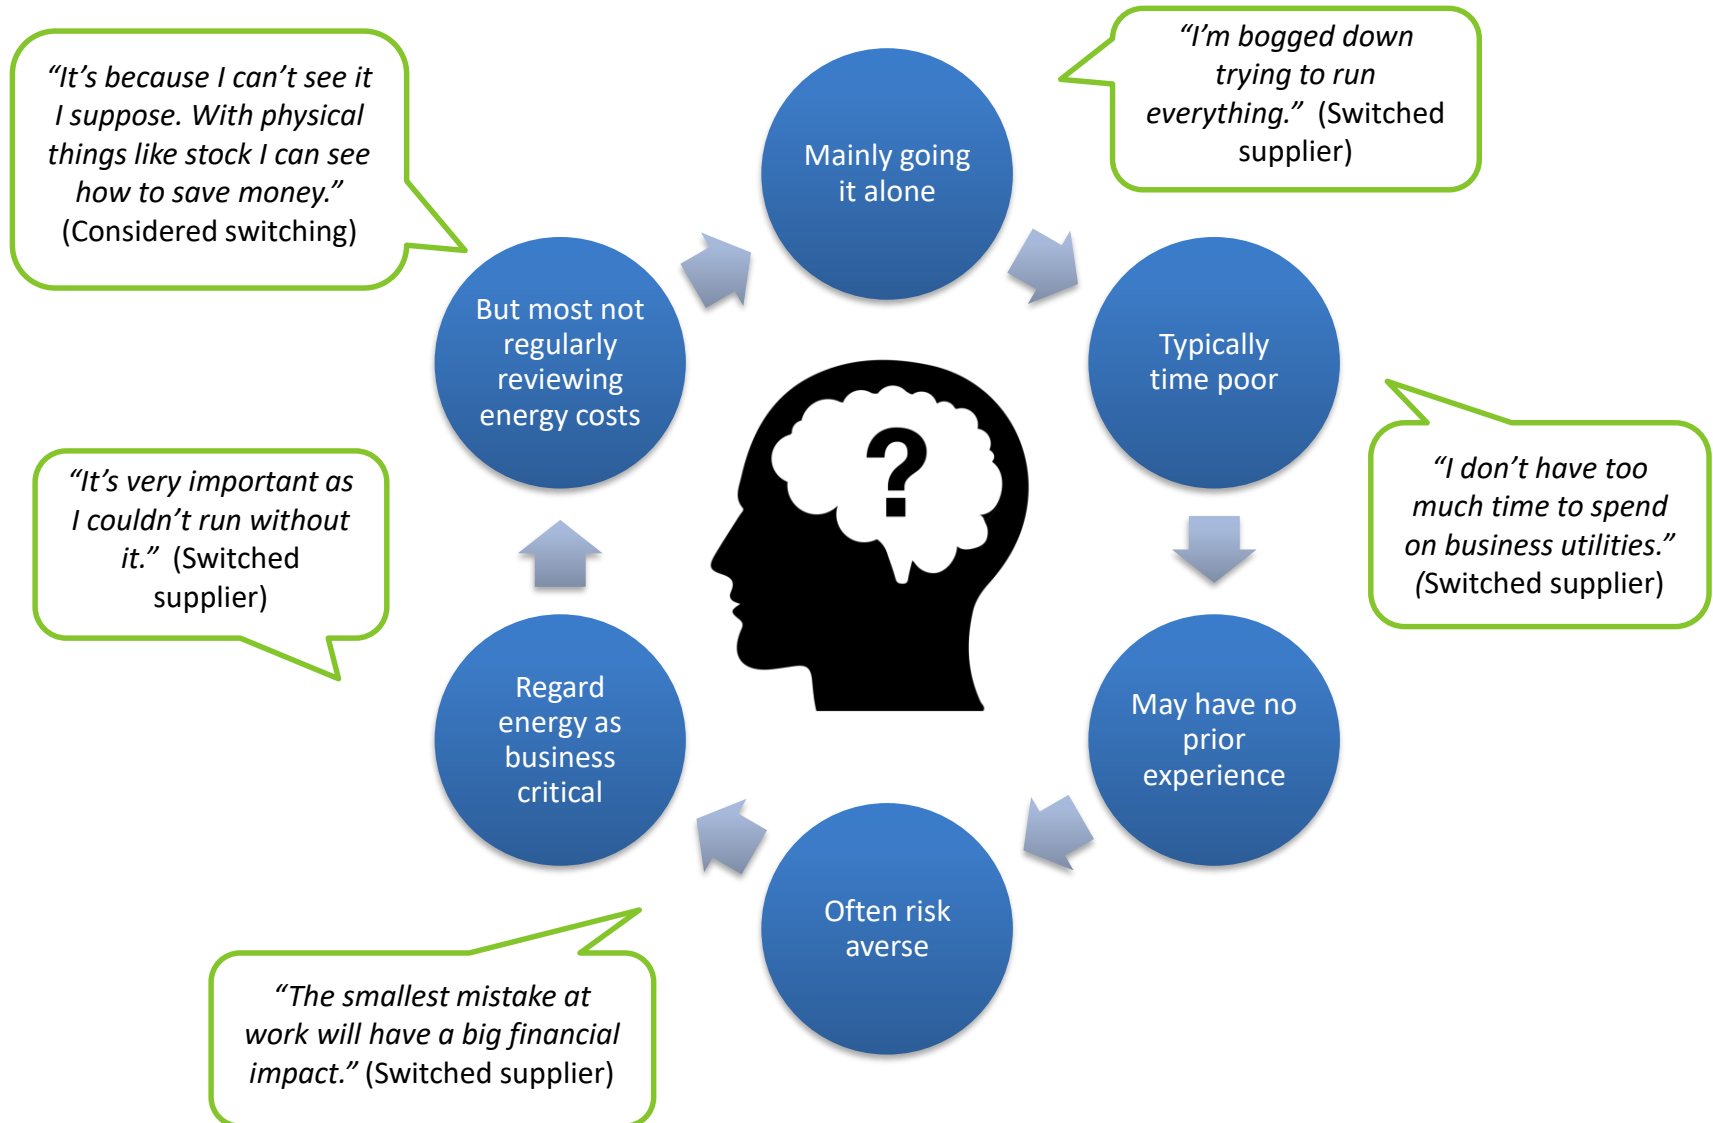 “It’s because I can’t see it
I suppose. With physical
things like stock I can see
how to save money.”
(Considered switching)
“I’m bogged down
trying to run
everything.”  (Switched
supplier)
Mainly going
it alone
But most not
regularly
reviewing
energy costs
Typically
time poor
?
“It’s very important as
I couldn’t run without
it.”  (Switched
supplier)
“I don’t have too
much time to spend
on business utilities.”
(Switched supplier)
Regard
energy as
business
critical
May have no
prior
experience
Often risk
averse
“The smallest mistake at
work will have a big financial
impact.” (Switched supplier)